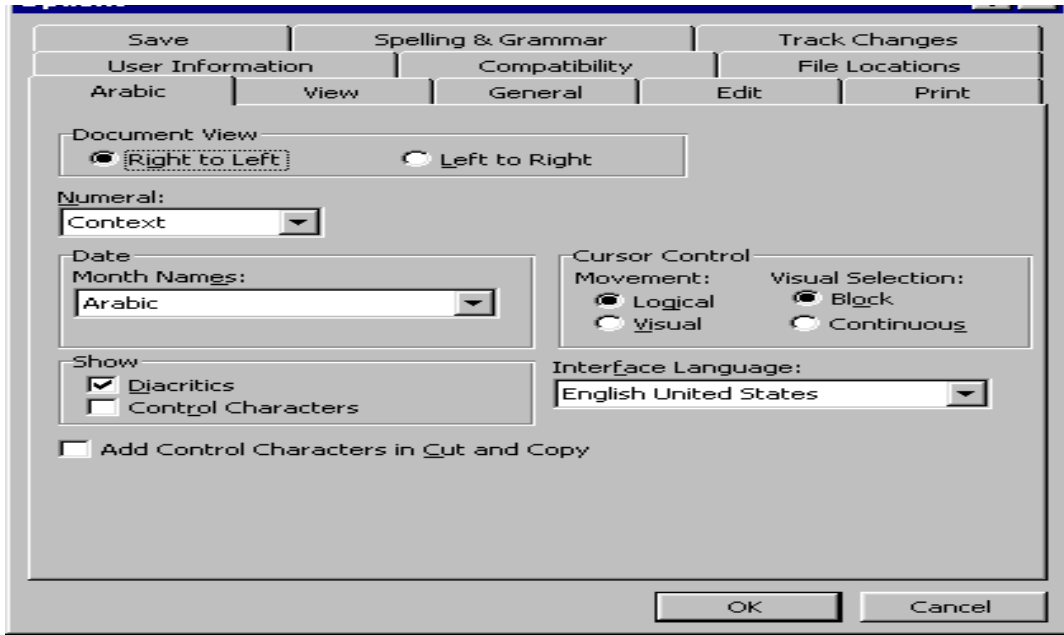 Save Spelling & Grammar Track Changes
User Information Compatibility File Locations
Arabic View General Edit Print
Document View
Right to Left Left to Right
Numeral:
Context
Date Cursor Control
Month Names: Movement: Visual Selection:
Arabic Logical Block
Visual Continuous
Show Interface Language:
Diacritics English United States
Control Characters
Add Control Characters in Cut and Copy
OK Cancel